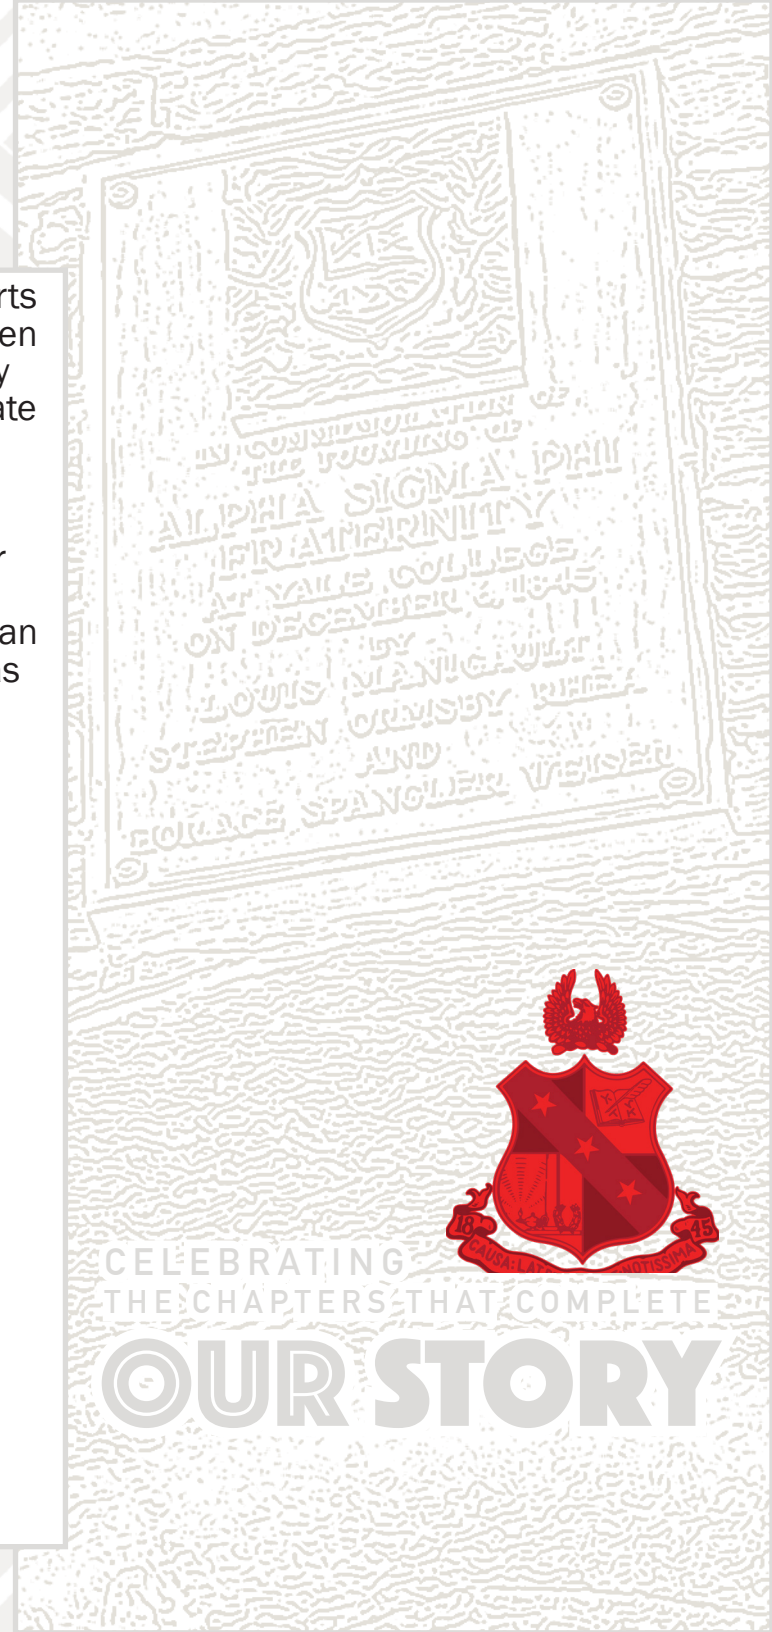 rts
en
y
ate
r
an
as
IN COMMEMORATION OF
THE FOUNDING OF
ALPHA SIGMA PHI
FRATERNITY
AT YALE COLLEGE
ON DECEMBER 6, 1845
BY
LOUIS MANIGAULT
STEPHEN ORMSBY RHEA
AND
HORACE SPANGLER WEISER
18 45
CAUSA:LAT NOTISSIMA
CELEBRATING
THE CHAPTERS THAT COMPLETE
OUR STORY